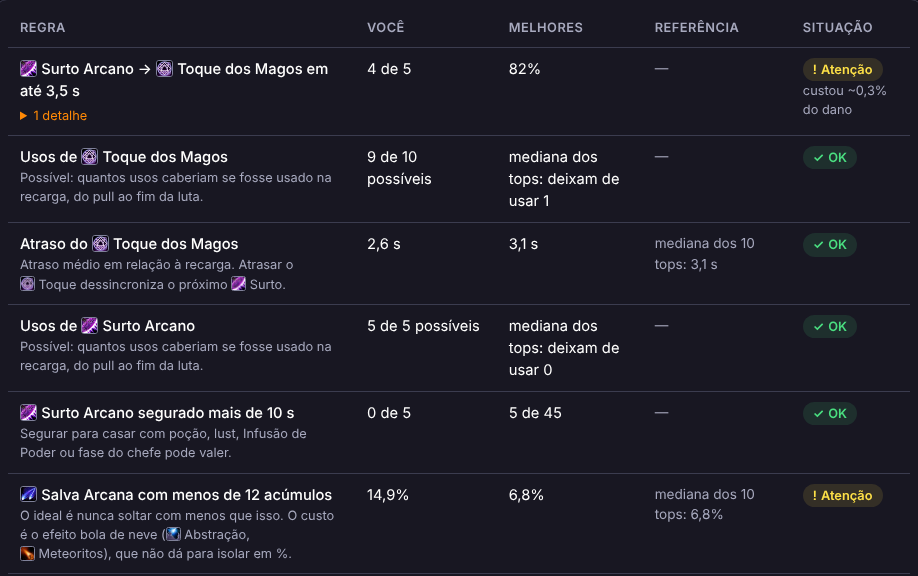 REGRA VOCÊ MELHORES REFERÊNCIA SITUAÇÃO
Surto Arcano → Toque dos Magos em até 3,5 s
4 de 5
82%
—
! Atenção
custou ~0,3%
do dano
▶ 1 detalhe
Usos de Toque dos Magos
Possível: quantos usos caberiam se fosse usado na
recarga, do pull ao fim da luta.
9 de 10
possíveis
mediana dos
tops: deixam de
usar 1
—
✓ OK
Atraso do Toque dos Magos
Atraso médio em relação à recarga. Atrasar o
Toque dessincroniza o próximo Surto.
2,6 s
3,1 s
mediana dos 10
tops: 3,1 s
✓ OK
Usos de Surto Arcano
Possível: quantos usos caberiam se fosse usado na
recarga, do pull ao fim da luta.
5 de 5 possíveis
mediana dos
tops: deixam de
usar 0
—
✓ OK
Surto Arcano segurado mais de 10 s
Segurar para casar com poção, lust, Infusão de
Poder ou fase do chefe pode valer.
0 de 5
5 de 45
—
✓ OK
Salva Arcana com menos de 12 acúmulos
O ideal é nunca soltar com menos que isso. O custo
é o efeito bola de neve (Abstração,
Meteoritos), que não dá para isolar em %.
14,9%
6,8%
mediana dos 10
tops: 6,8%
! Atenção